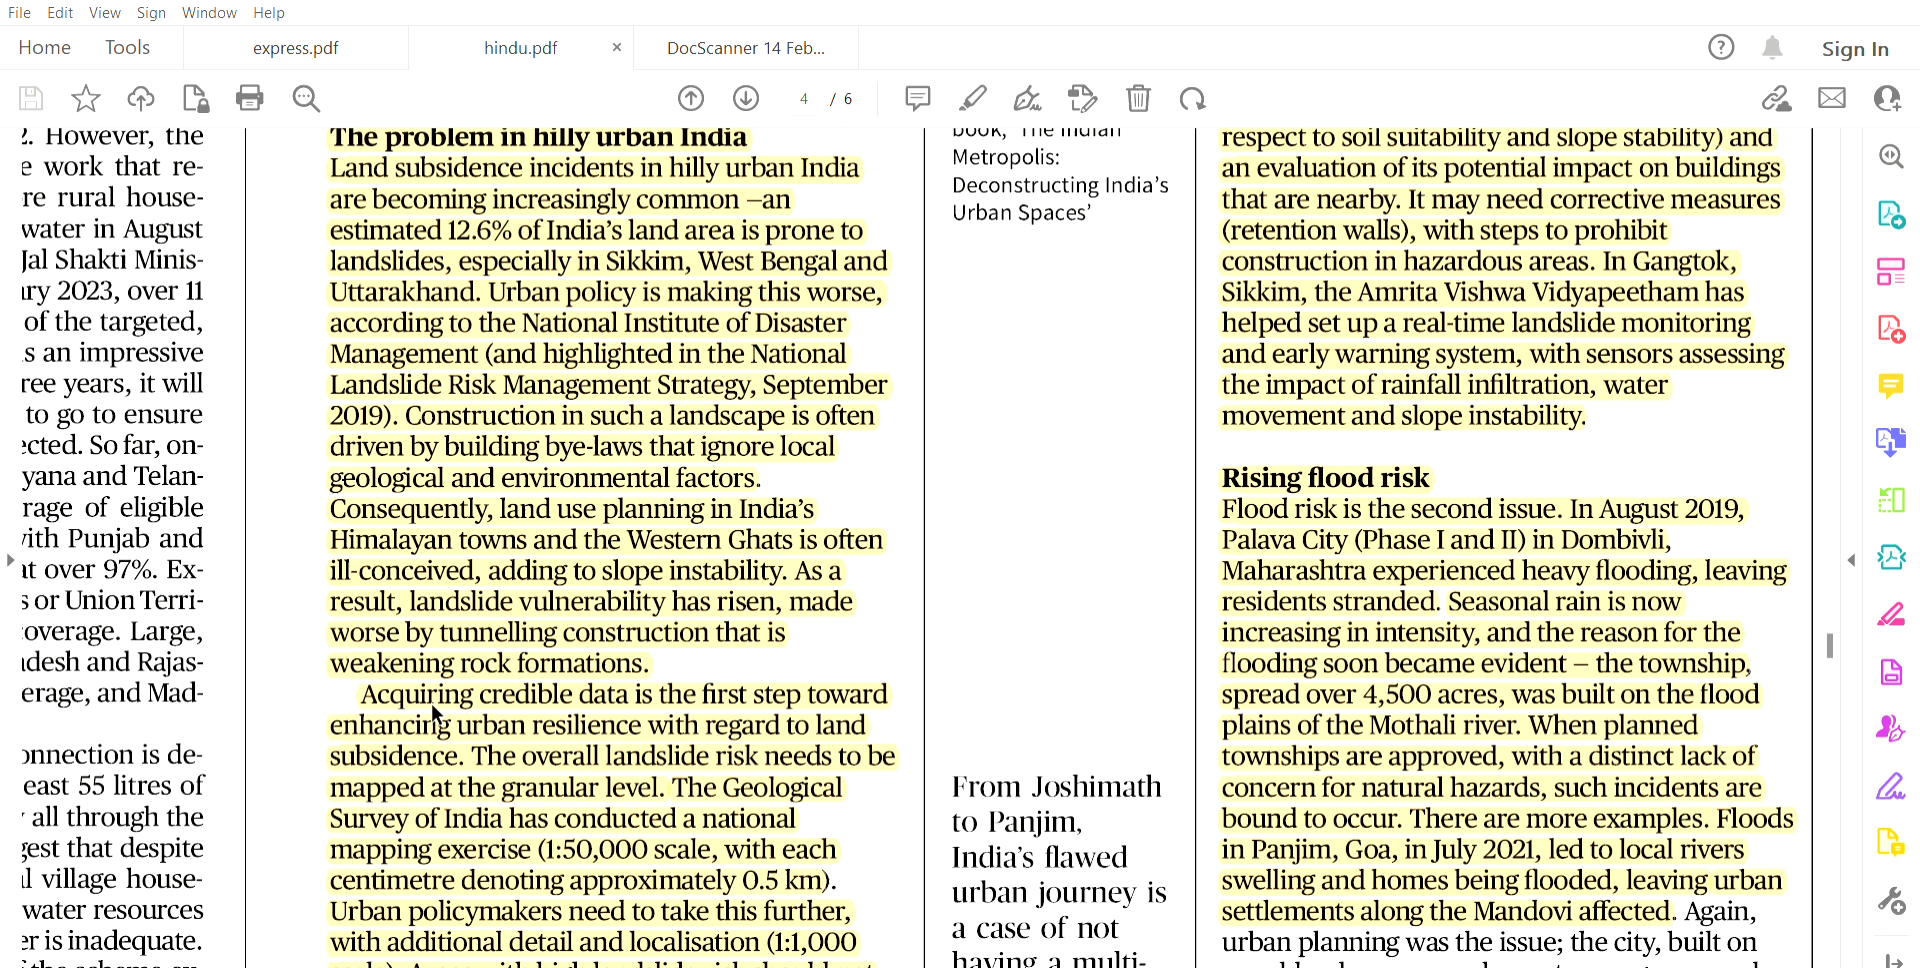 File Edit View Sign Window Help
Home Tools express.pdf hindu.pdf × DocScanner 14 Feb... Sign In
4 / 6
However, the
work that re-
re rural house-
water in August
Jal Shakti Minis-
ry 2023, over 11
of the targeted,
s an impressive
ree years, it will
to go to ensure
cted. So far, on-
yana and Telan-
rage of eligible
ith Punjab and
at over 97%. Ex-
s or Union Terri-
overage. Large,
desh and Rajas-
erage, and Mad-
onnection is de-
east 55 litres of
all through the
gest that despite
l village house-
water resources
er is inadequate.
The problem in hilly urban India
Land subsidence incidents in hilly urban India
are becoming increasingly common —an
estimated 12.6% of India’s land area is prone to
landslides, especially in Sikkim, West Bengal and
Uttarakhand. Urban policy is making this worse,
according to the National Institute of Disaster
Management (and highlighted in the National
Landslide Risk Management Strategy, September
2019). Construction in such a landscape is often
driven by building bye-laws that ignore local
geological and environmental factors.
Consequently, land use planning in India’s
Himalayan towns and the Western Ghats is often
ill-conceived, adding to slope instability. As a
result, landslide vulnerability has risen, made
worse by tunnelling construction that is
weakening rock formations.
Acquiring credible data is the first step toward
enhancing urban resilience with regard to land
subsidence. The overall landslide risk needs to be
mapped at the granular level. The Geological
Survey of India has conducted a national
mapping exercise (1:50,000 scale, with each
centimetre denoting approximately 0.5 km).
Urban policymakers need to take this further,
with additional detail and localisation (1:1,000
book, ‘The Indian
Metropolis:
Deconstructing India’s
Urban Spaces’
From Joshimath
to Panjim,
India’s flawed
urban journey is
a case of not
having a multi-
respect to soil suitability and slope stability) and
an evaluation of its potential impact on buildings
that are nearby. It may need corrective measures
(retention walls), with steps to prohibit
construction in hazardous areas. In Gangtok,
Sikkim, the Amrita Vishwa Vidyapeetham has
helped set up a real-time landslide monitoring
and early warning system, with sensors assessing
the impact of rainfall infiltration, water
movement and slope instability.
Rising flood risk
Flood risk is the second issue. In August 2019,
Palava City (Phase I and II) in Dombivli,
Maharashtra experienced heavy flooding, leaving
residents stranded. Seasonal rain is now
increasing in intensity, and the reason for the
flooding soon became evident — the township,
spread over 4,500 acres, was built on the flood
plains of the Mothali river. When planned
townships are approved, with a distinct lack of
concern for natural hazards, such incidents are
bound to occur. There are more examples. Floods
in Panjim, Goa, in July 2021, led to local rivers
swelling and homes being flooded, leaving urban
settlements along the Mandovi affected. Again,
urban planning was the issue; the city, built on